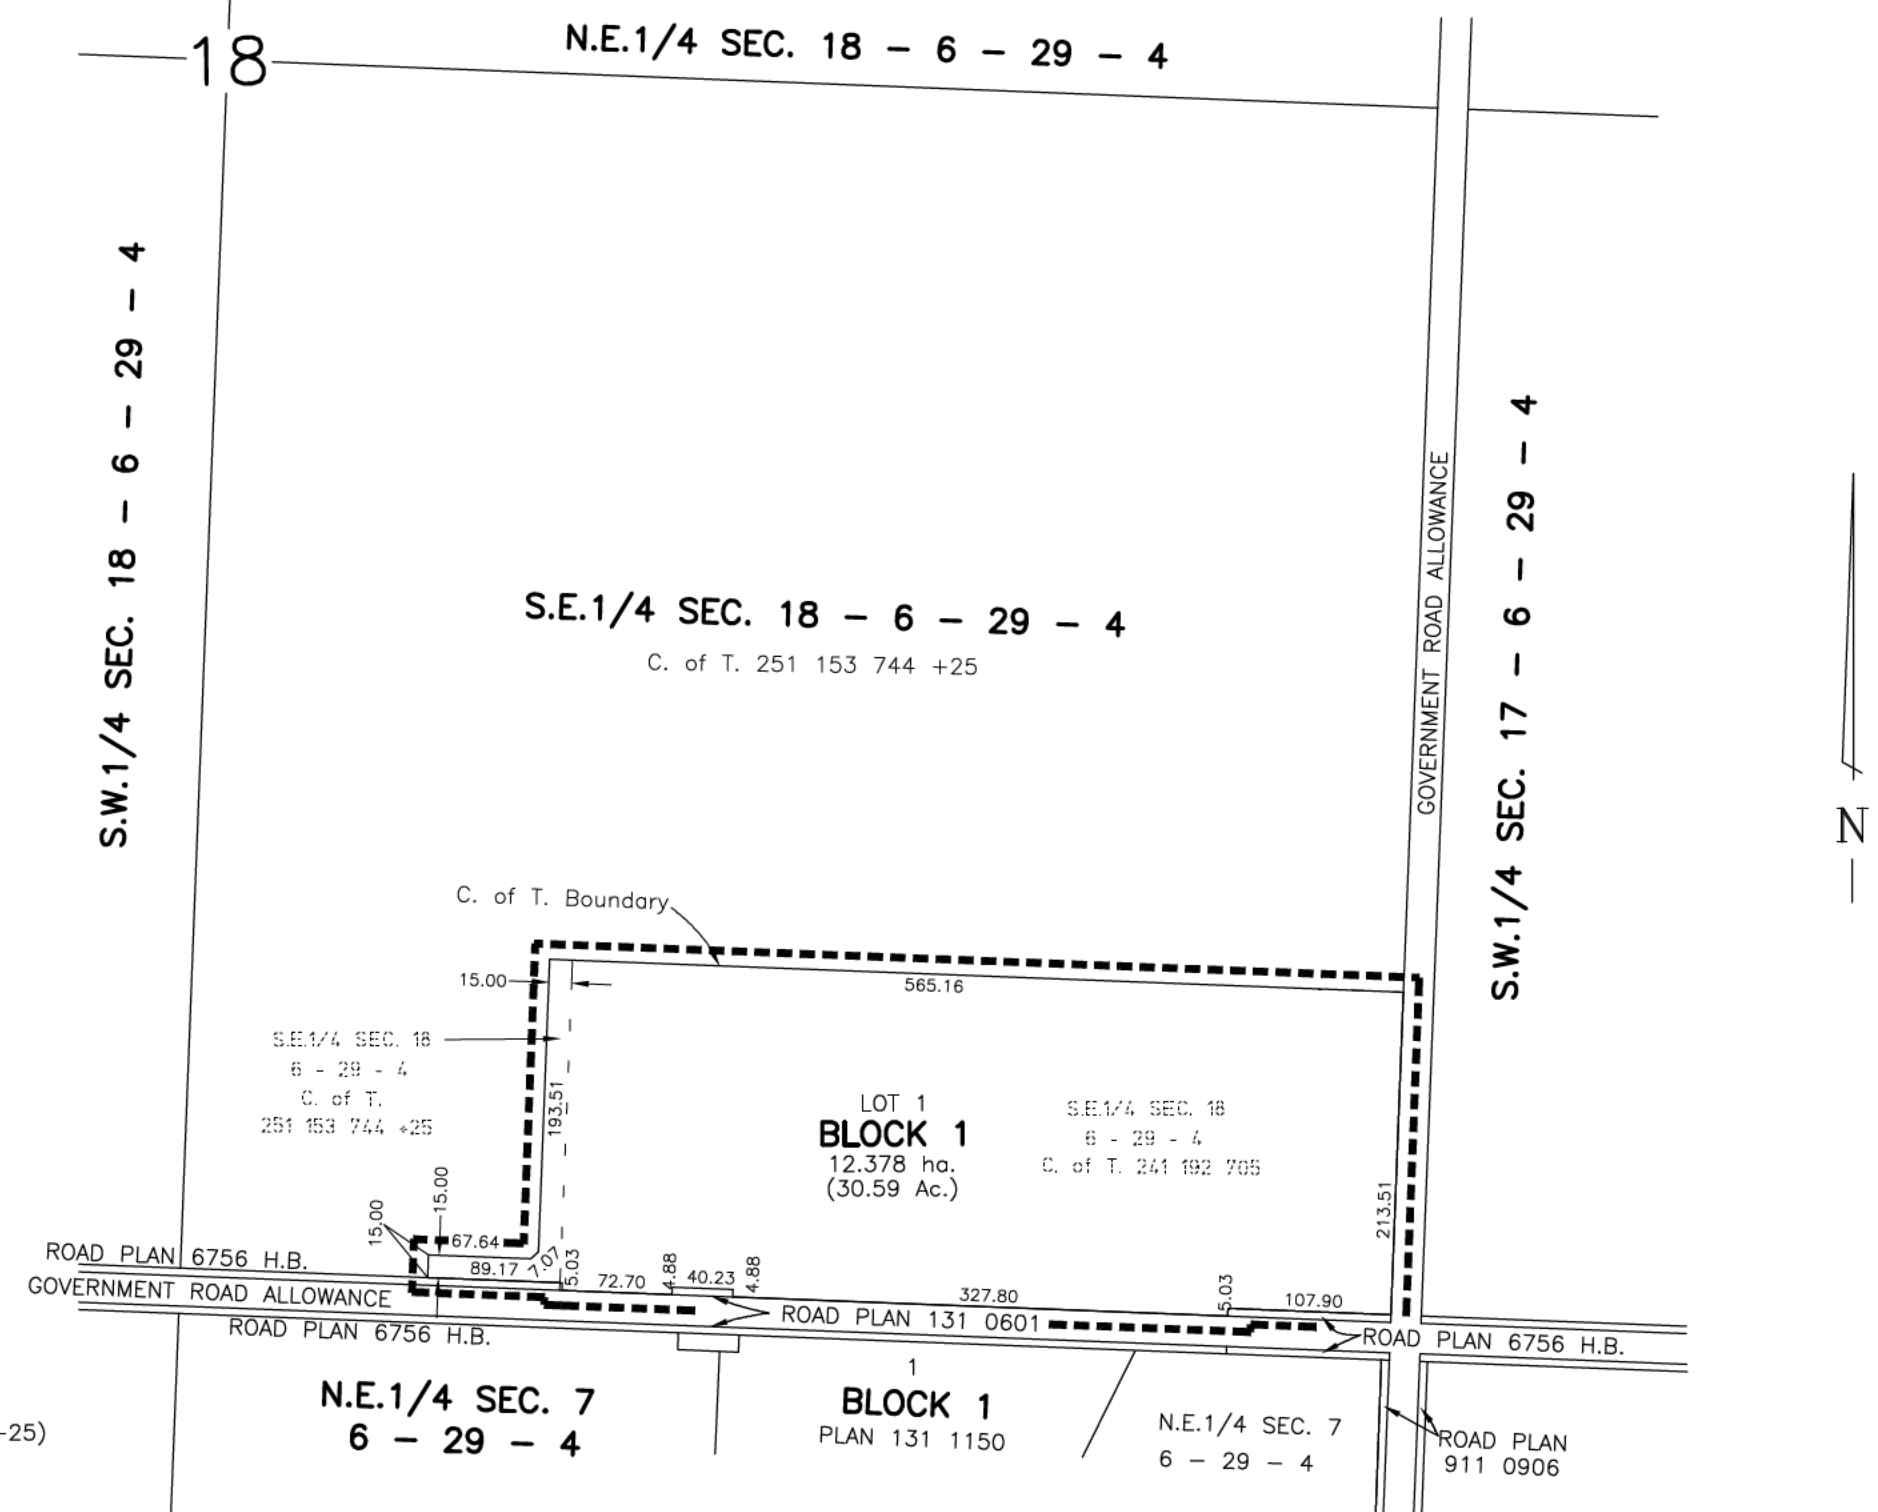 18
N.E.1/4 SEC. 18 - 6 - 29 - 4
S.W.1/4 SEC. 18 - 6 - 29 - 4
GOVERNMENT ROAD ALLOWANCE
S.W.1/4 SEC. 17 - 6 - 29 - 4
S.E.1/4 SEC. 18 - 6 - 29 - 4
C. of T. 251 153 744 +25
N
C. of T. Boundary
15.00
565.16
S.E.1/4 SEC. 18
6 - 29 - 4
C. of T.
251 153 744 +25
193.51
LOT 1
BLOCK 1
12.378 ha.
(30.59 Ac.)
S.E.1/4 SEC. 18
6 - 29 - 4
C. of T. 241 192 705
213.51
15.00
15.00
67.64
89.17
7.07
5.03
72.70
4.88
40.23
4.88
327.80
5.03
107.90
ROAD PLAN 6756 H.B.
GOVERNMENT ROAD ALLOWANCE
ROAD PLAN 6756 H.B.
ROAD PLAN 131 0601
ROAD PLAN 6756 H.B.
N.E.1/4 SEC. 7
6 - 29 - 4
1
BLOCK 1
PLAN 131 1150
N.E.1/4 SEC. 7
6 - 29 - 4
ROAD PLAN
911 0906
-25)